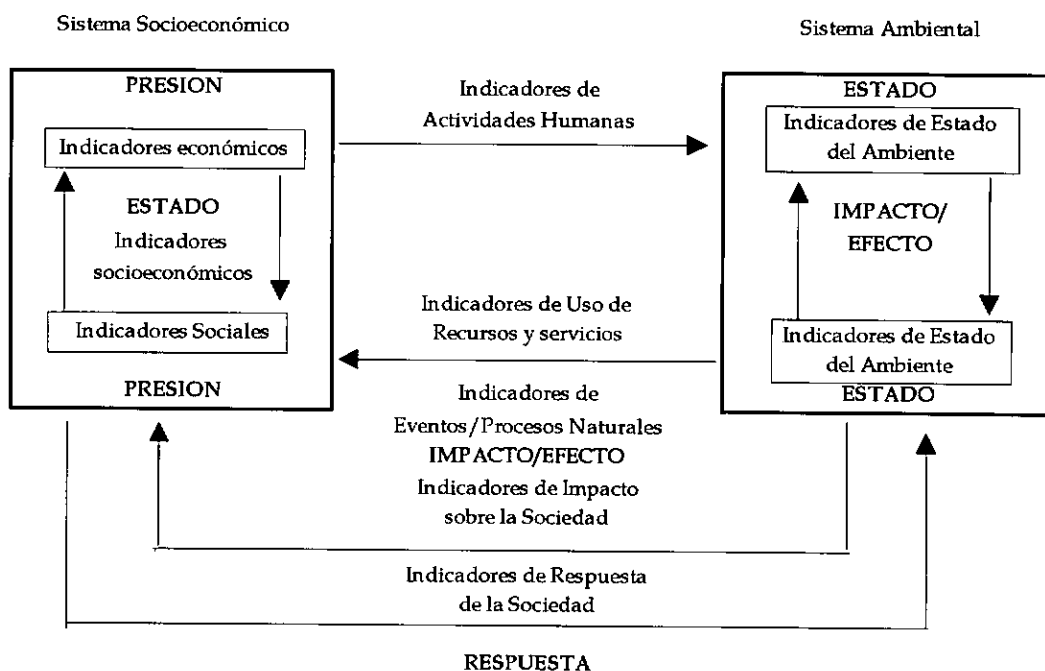 Sistema Socioeconómico
Sistema Ambiental
PRESION
Indicadores económicos
ESTADO
Indicadores
socioeconómicos
Indicadores Sociales
PRESION
Indicadores de
Actividades Humanas
Indicadores de Uso de
Recursos y servicios
Indicadores de
Eventos/Procesos Naturales
IMPACTO/EFECTO
Indicadores de Impacto
sobre la Sociedad
Indicadores de Respuesta
de la Sociedad
RESPUESTA
ESTADO
Indicadores de Estado
del Ambiente
IMPACTO/
EFECTO
Indicadores de Estado
del Ambiente
ESTADO